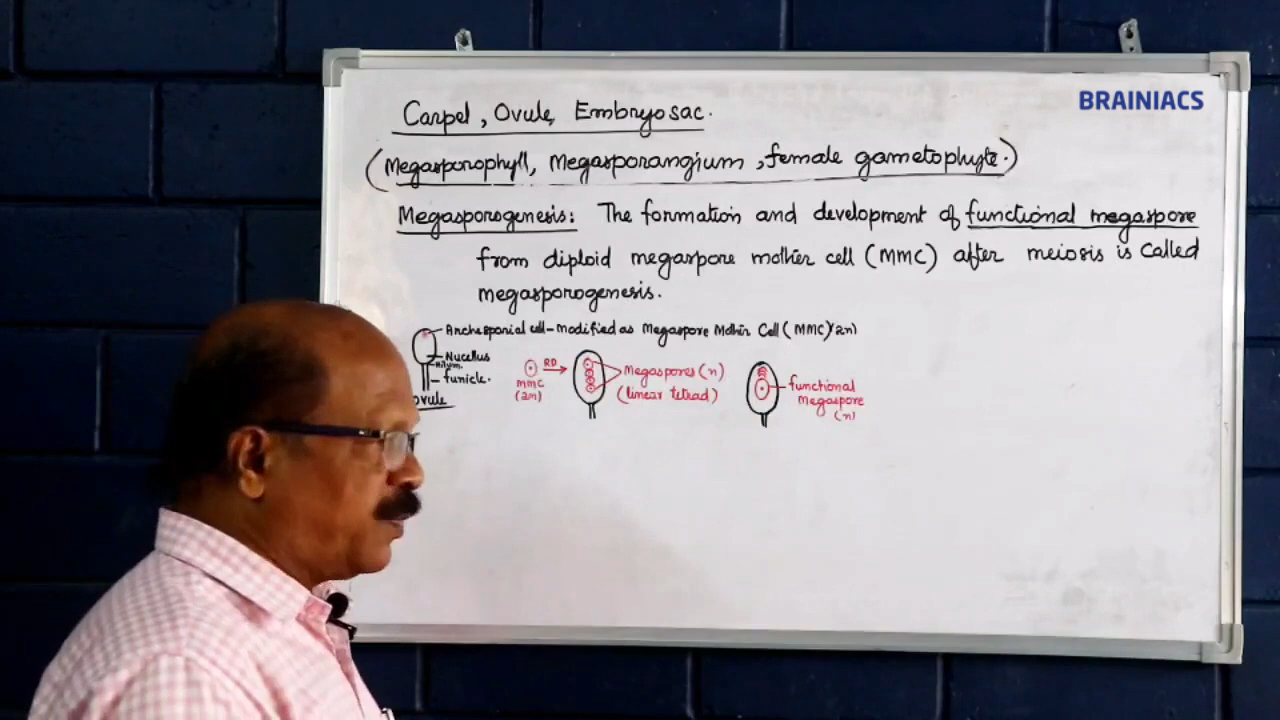 BRAINIACS
Carpel, Ovule, Embryosac.
(Megasporophyll, Megasporangium, female gametophyte.)
Megasporogenesis: The formation and development of functional megaspore
from diploid megaspore mother cell (MMC) after meiosis is called
megasporogenesis.
Archesporial cell-modified as Megaspore Mother Cell (MMC)(2n)
Nucellus
Hilum.
funicle.
ovule
MMC
(2n)
RD
Megaspores (n)
(linear tetrad)
functional
megaspore
(n)